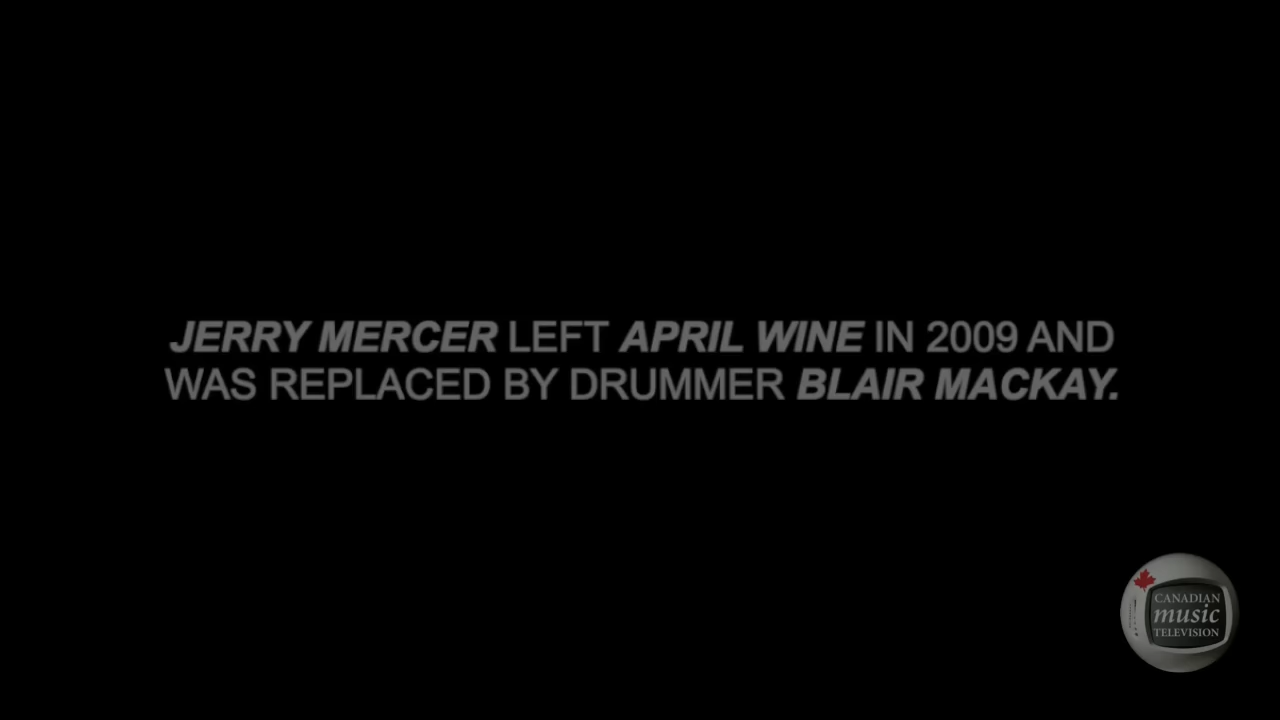 JERRY MERCER LEFT APRIL WINE IN 2009 AND
WAS REPLACED BY DRUMMER BLAIR MACKAY.
CANADIAN
music
TELEVISION